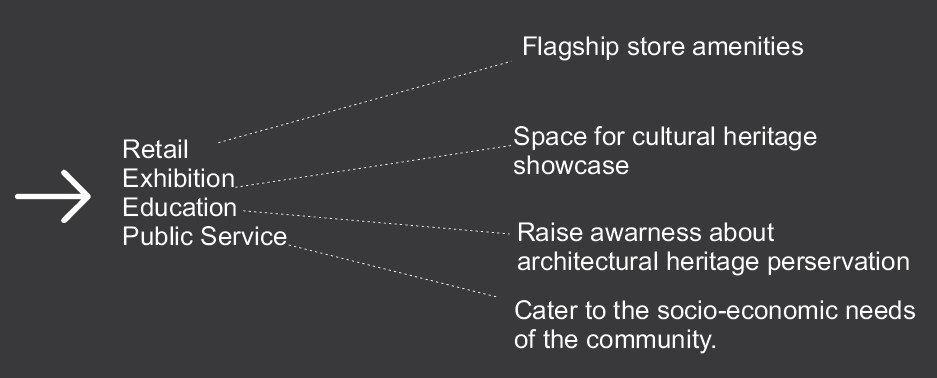 Flagship store amenities
Retail
Exhibition
Education
Public Service
Space for cultural heritage
showcase
Raise awarness about
architectural heritage perservation
Cater to the socio-economic needs
of the community.